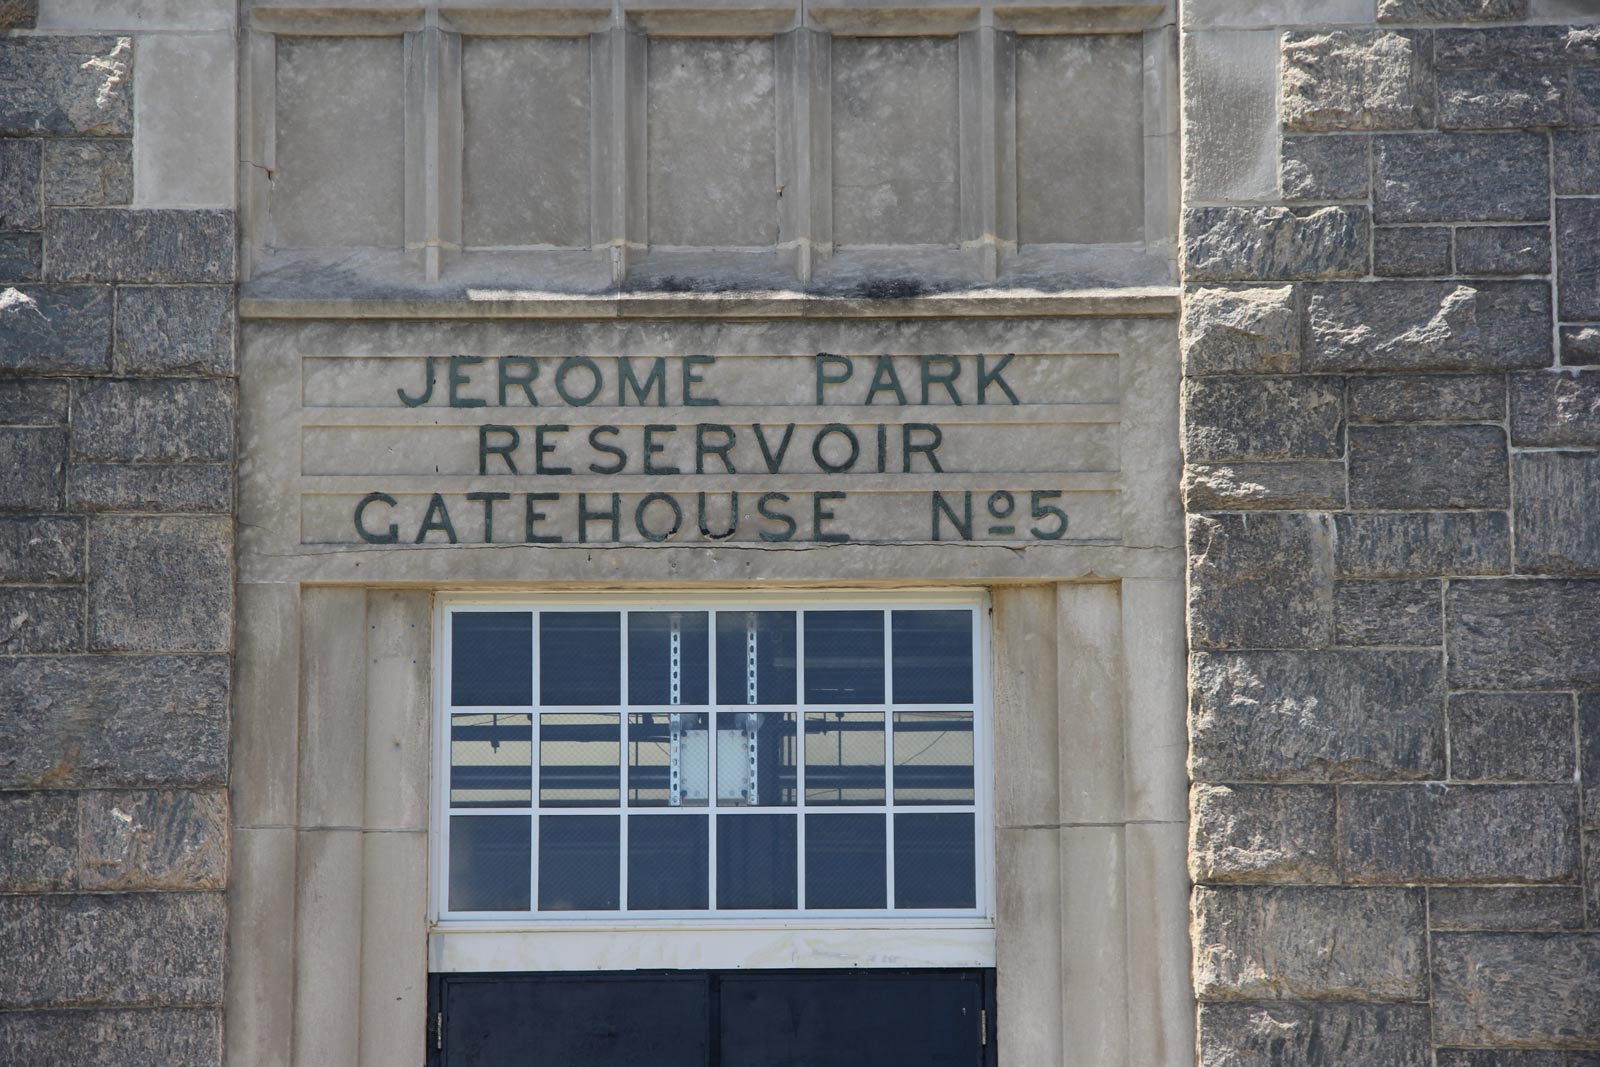 JEROME PARK
RESERVOIR
GATEHOUSE Nº5